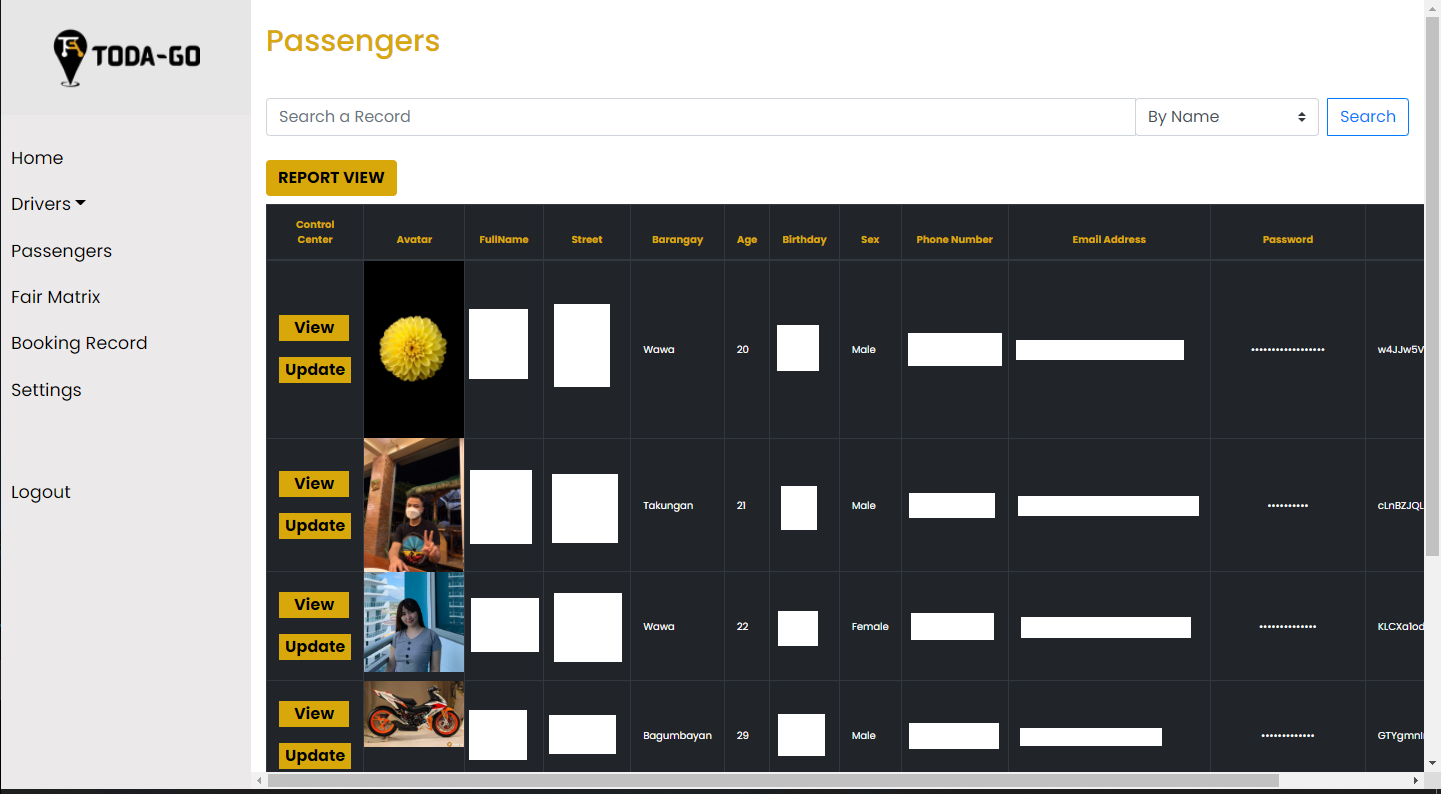 TODA-GO
Home
Drivers
Passengers
Fair Matrix
Booking Record
Settings
Logout
Passengers
Search a Record
By Name
Search
REPORT VIEW
Control Center Avatar FullName Street Barangay Age Birthday Sex Phone Number Email Address Password
View
Update
Wawa 20 Male •••••••••••••••••• w4JJw5V
View
Update
Takungan 21 Male •••••••••• cLnBZJQL
View
Update
Wawa 22 Female •••••••••••••• KLCXa1od
View
Update
Bagumbayan 29 Male ••••••••••••• GTYgmnI